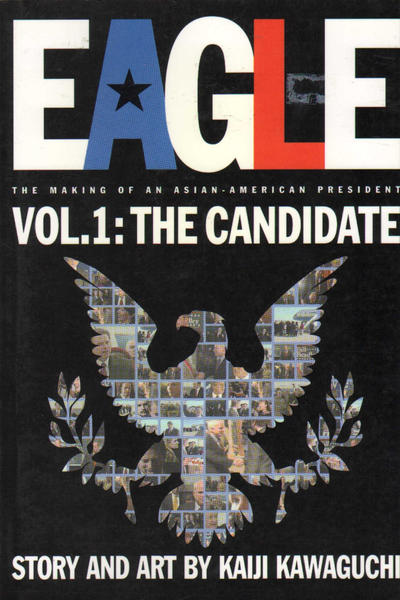 EAGLE
THE MAKING OF AN ASIAN-AMERICAN PRESIDENT
VOL.1: THE CANDIDATE
STORY AND ART BY KAIJI KAWAGUCHI